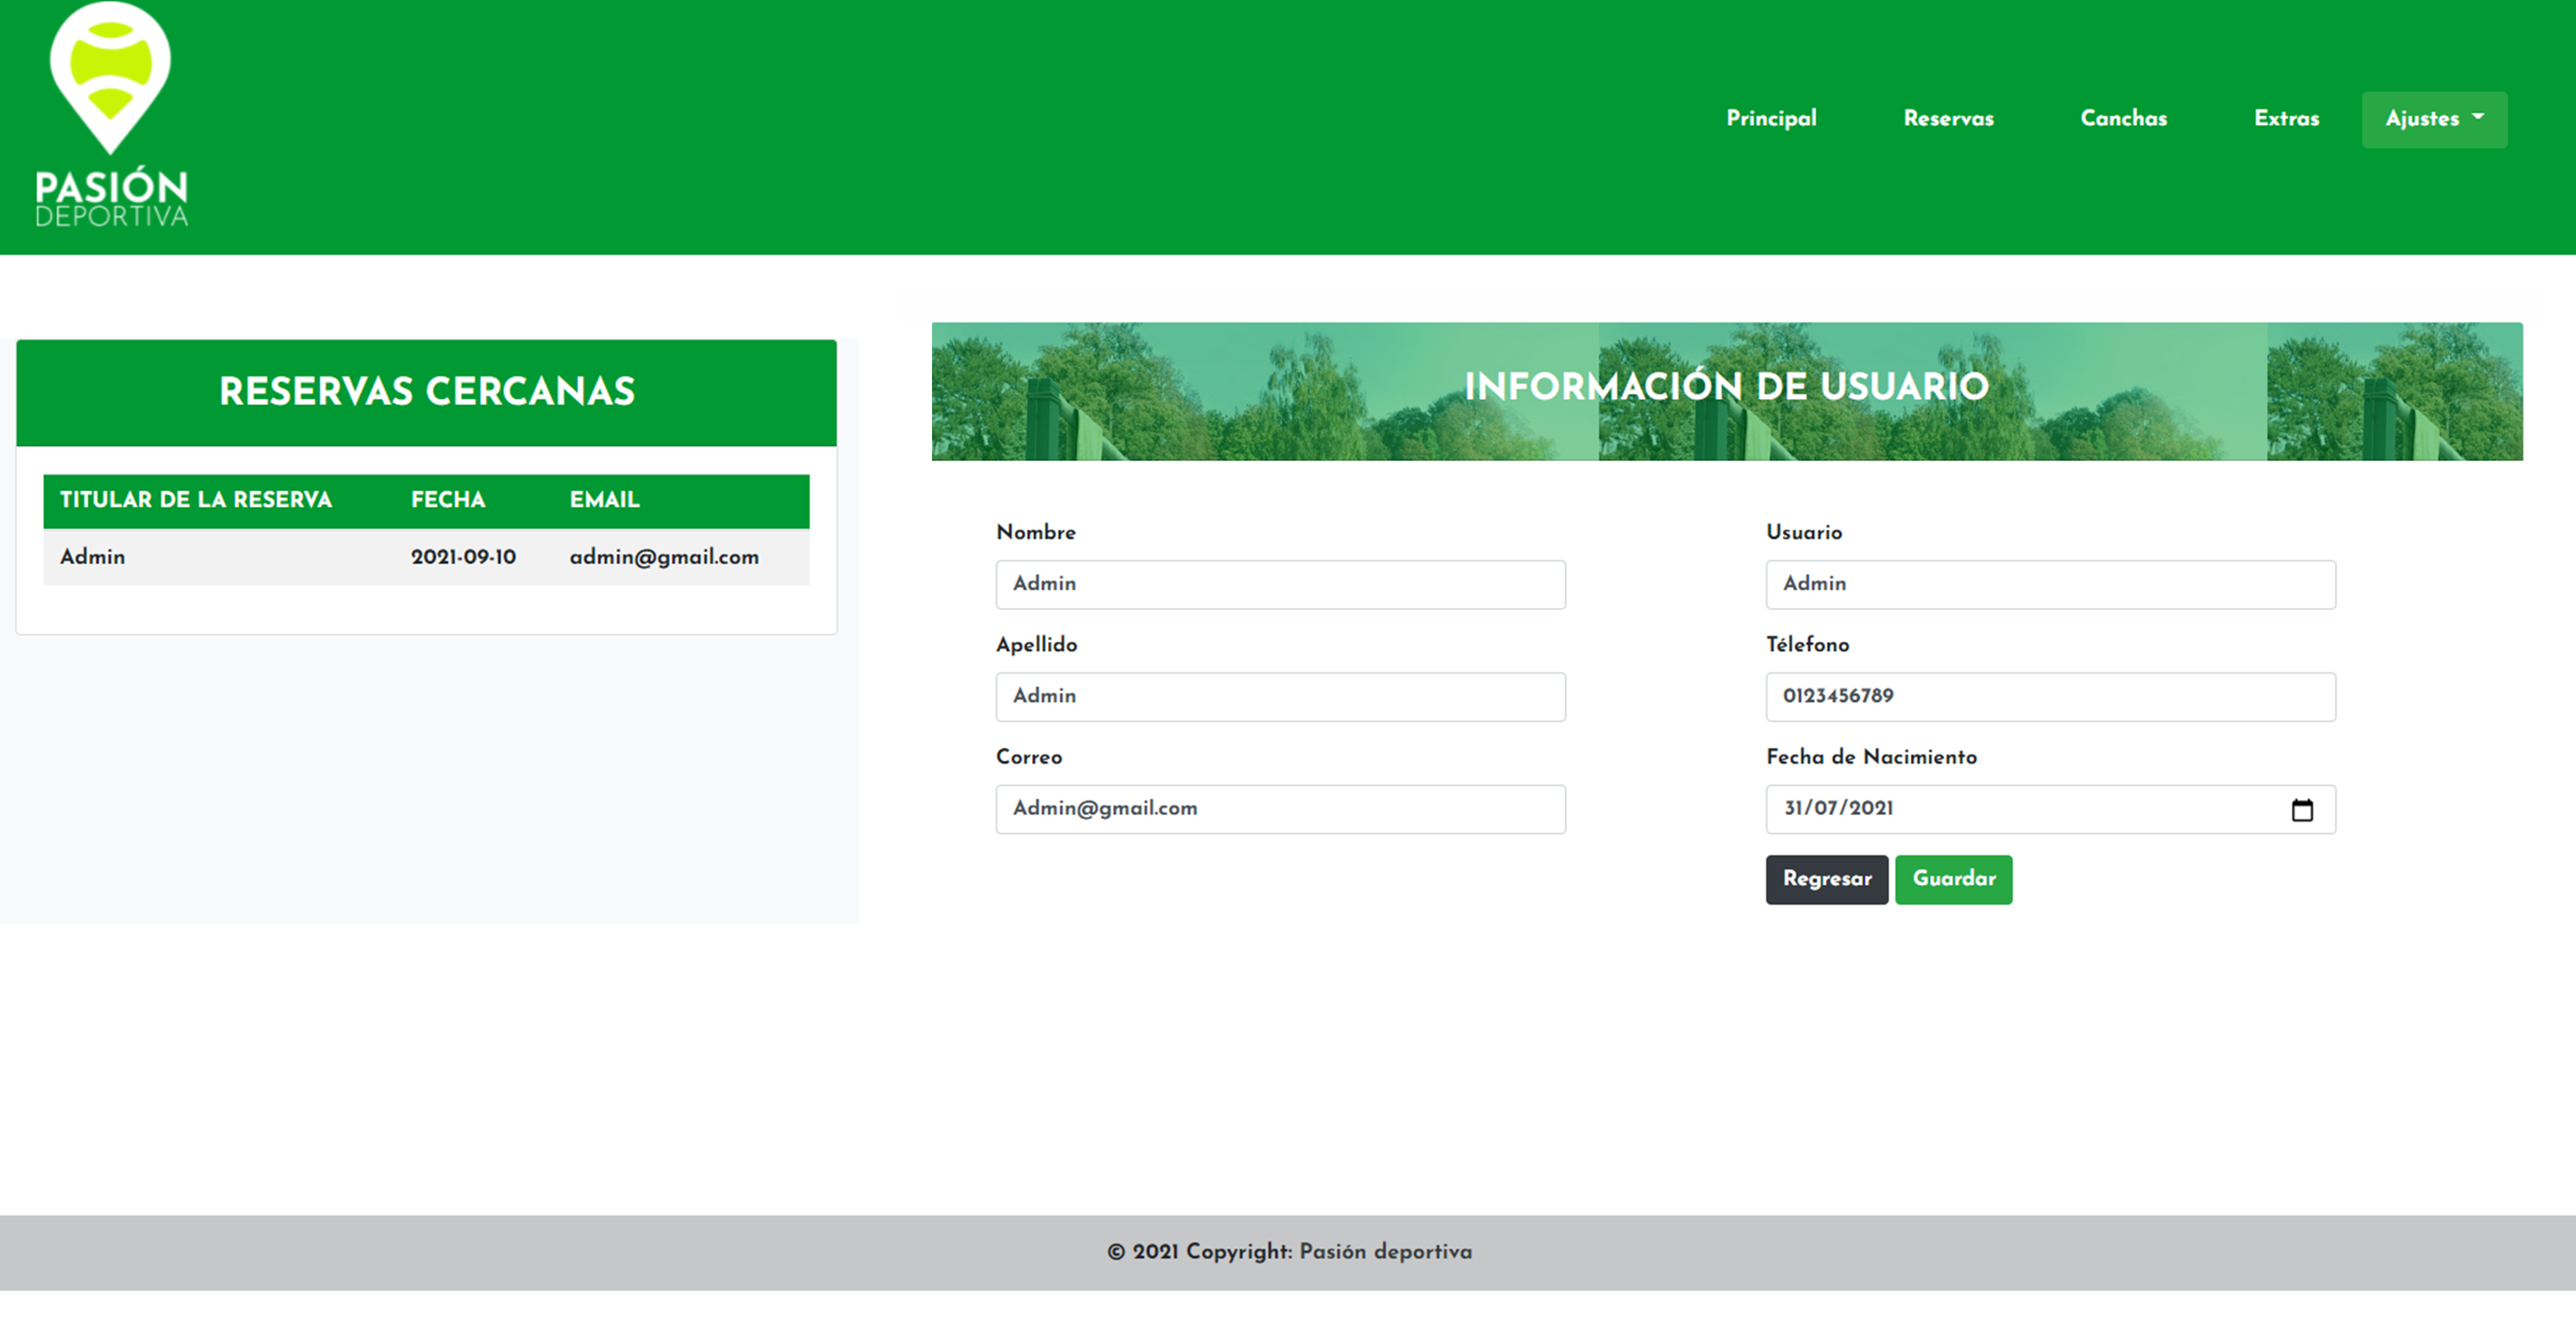 PASIÓN
DEPORTIVA
Principal
Reservas
Canchas
Extras
Ajustes
RESERVAS CERCANAS
TITULAR DE LA RESERVA FECHA EMAIL
Admin 2021-09-10 admin@gmail.com
INFORMACIÓN DE USUARIO
Nombre
Admin
Apellido
Admin
Correo
Admin@gmail.com
Usuario
Admin
Télefono
0123456789
Fecha de Nacimiento
31/07/2021
Regresar
Guardar
© 2021 Copyright: Pasión deportiva